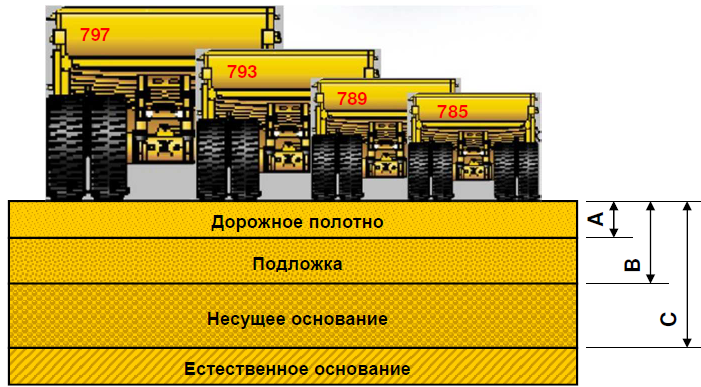 797
793
789
785
Дорожное полотно
Подложка
Несущее основание
Естественное основание
A
B
C